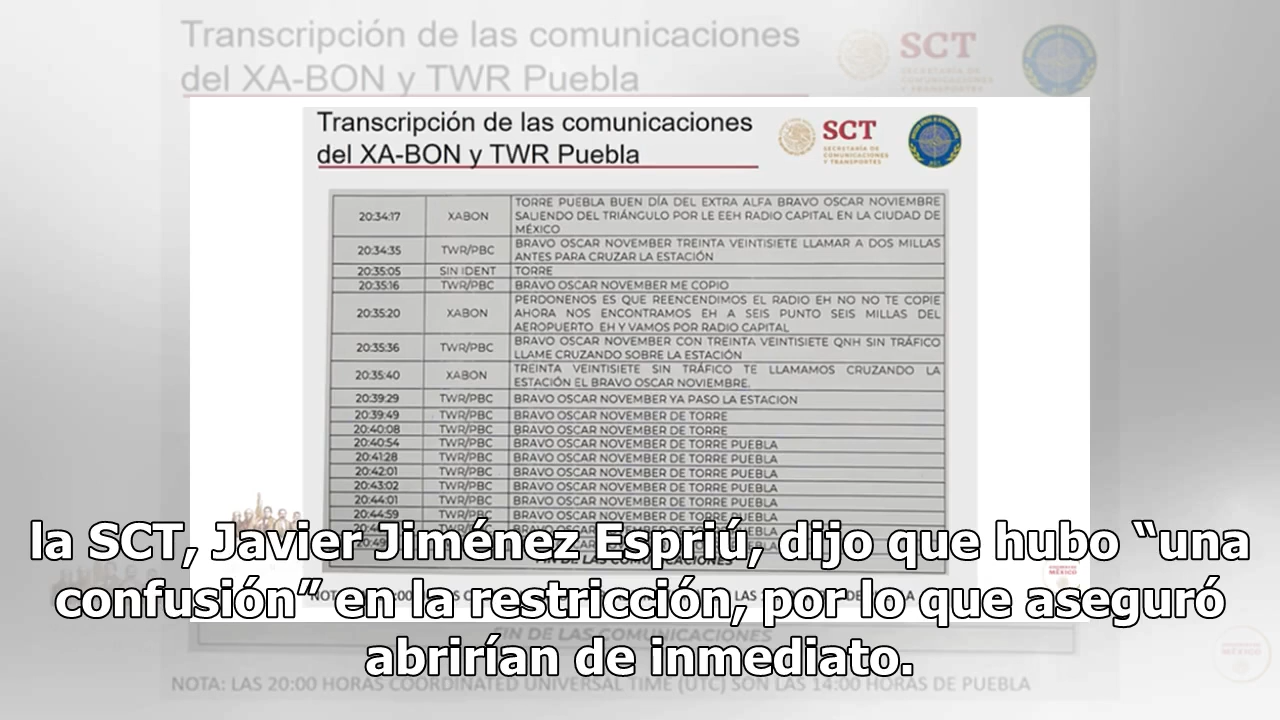 Transcripción de las comunicaciones
del XA-BON y TWR Puebla
SCT
SECRETARÍA DE
COMUNICACIONES
Y TRANSPORTES
Transcripción de las comunicaciones
del XA-BON y TWR Puebla
SCT
SECRETARÍA DE
COMUNICACIONES
Y TRANSPORTES
20:34:17 XABON TORRE PUEBLA BUEN DÍA DEL EXTRA ALFA BRAVO OSCAR NOVIEMBRE
SALIENDO DEL TRIÁNGULO POR LE EEH RADIO CAPITAL EN LA CIUDAD DE
MÉXICO
20:34:35 TWR/PBC BRAVO OSCAR NOVEMBER TREINTA VEINTISIETE LLAMAR A DOS MILLAS
ANTES PARA CRUZAR LA ESTACIÓN
20:35:05 SIN IDENT TORRE
20:35:16 TWR/PBC BRAVO OSCAR NOVEMBER ME COPIO
20:35:20 XABON PERDONENOS ES QUE REENCENDIMOS EL RADIO EH NO NO TE COPIE
AHORA NOS ENCONTRAMOS EH A SEIS PUNTO SEIS MILLAS DEL
AEROPUERTO EH Y VAMOS POR RADIO CAPITAL
20:35:36 TWR/PBC BRAVO OSCAR NOVEMBER CON TREINTA VEINTISIETE QNH SIN TRÁFICO
LLAME CRUZANDO SOBRE LA ESTACIÓN
20:35:40 XABON TREINTA VEINTISIETE SIN TRÁFICO TE LLAMAMOS CRUZANDO LA
ESTACIÓN EL BRAVO OSCAR NOVIEMBRE.
20:39:29 TWR/PBC BRAVO OSCAR NOVEMBER YA PASO LA ESTACION
20:39:49 TWR/PBC BRAVO OSCAR NOVEMBER DE TORRE
20:40:08 TWR/PBC BRAVO OSCAR NOVEMBER DE TORRE
20:40:54 TWR/PBC BRAVO OSCAR NOVEMBER DE TORRE PUEBLA
20:41:28 TWR/PBC BRAVO OSCAR NOVEMBER DE TORRE PUEBLA
20:42:01 TWR/PBC BRAVO OSCAR NOVEMBER DE TORRE PUEBLA
20:43:02 TWR/PBC BRAVO OSCAR NOVEMBER DE TORRE PUEBLA
20:44:01 TWR/PBC BRAVO OSCAR NOVEMBER DE TORRE PUEBLA
20:44:59 TWR/PBC BRAVO OSCAR NOVEMBER DE TORRE PUEBLA
la SCT, Javier Jiménez Espriú, dijo que hubo “una
confusión” en la restricción, por lo que aseguró
abrirían de inmediato.
FIN DE LAS COMUNICACIONES
MÉXICO
FIN DE LAS COMUNICACIONES
MÉXICO
NOTA: LAS 20:00 HORAS COORDINATED UNIVERSAL TIME (UTC) SON LAS 14:00 HORAS DE PUEBLA